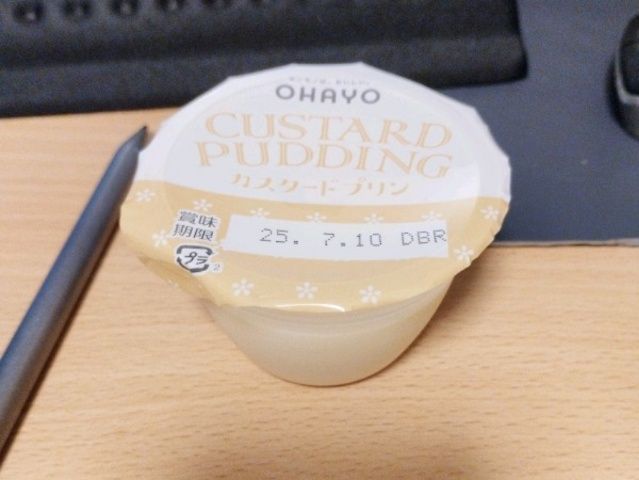 OHAYO
CUSTARD
PUDDING
カスタードプリン
賞味
期限
25. 7.10 DBR
プラ
2